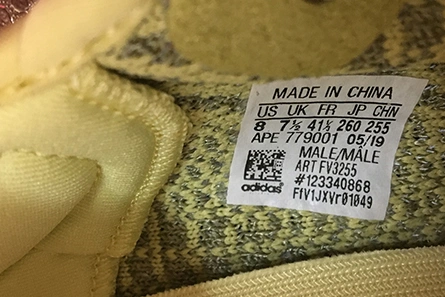 MADE IN CHINA
US UK FR JP CHN
8 7½ 41⅓ 260 255
APE 779001 05/19
MALE/MÂLE
ART FV3255
#123340868
FfV1JXVr01049
adidas